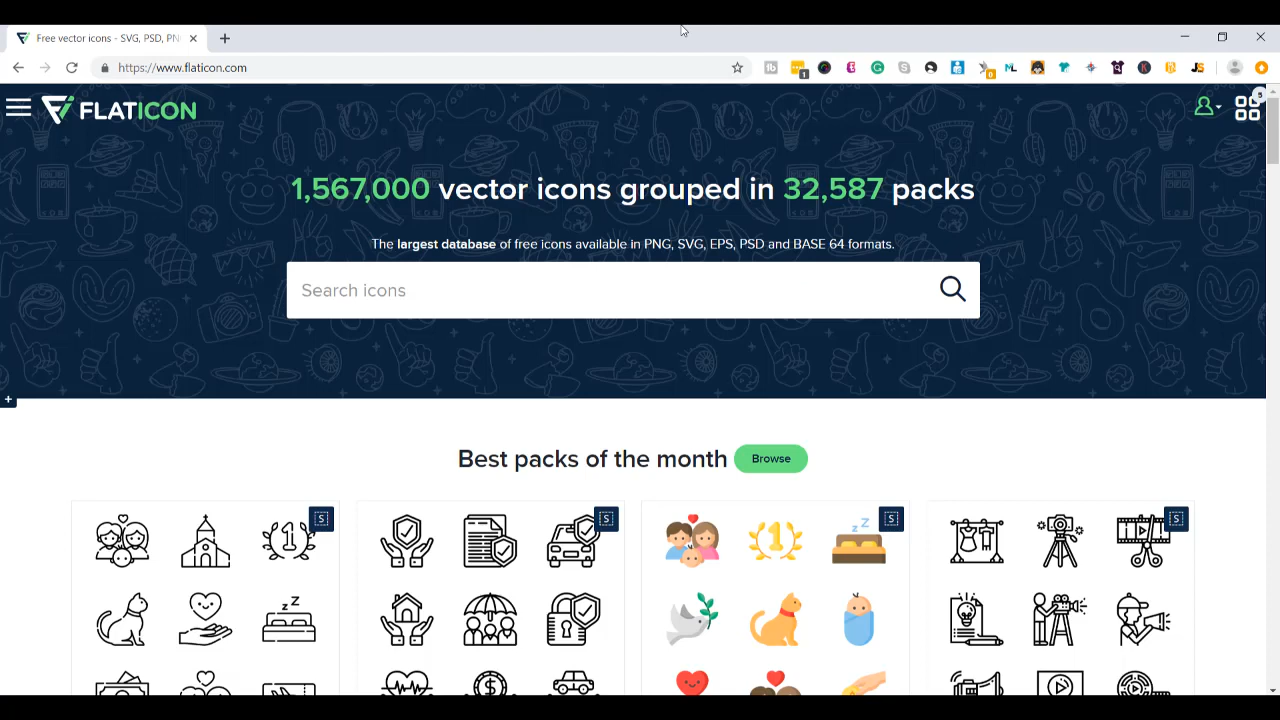 Free vector icons - SVG, PSD, PN
https://www.flaticon.com
FLATICON
5
1,567,000 vector icons grouped in 32,587 packs
The largest database of free icons available in PNG, SVG, EPS, PSD and BASE 64 formats.
Search icons
+
Best packs of the month Browse
S S S S